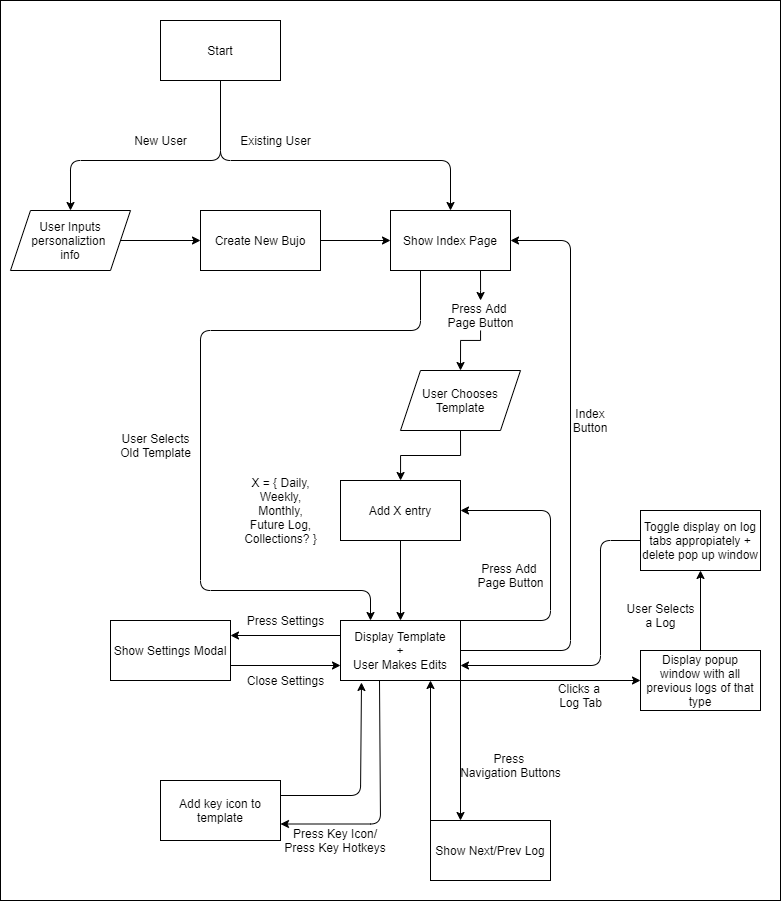 Start
New User
Existing User
User Inputs
personaliztion
info
Create New Bujo
Show Index Page
Press Add
Page Button
User Chooses
Template
Index
Button
User Selects
Old Template
X = { Daily,
Weekly,
Monthly,
Future Log,
Collections? }
Add X entry
Toggle display on log
tabs appropiately +
delete pop up window
Press Add
Page Button
User Selects
a Log
Press Settings
Show Settings Modal
Close Settings
Display Template
+
User Makes Edits
Display popup
window with all
previous logs of that
type
Clicks a
Log Tab
Press
Navigation Buttons
Add key icon to
template
Press Key Icon/
Press Key Hotkeys
Show Next/Prev Log